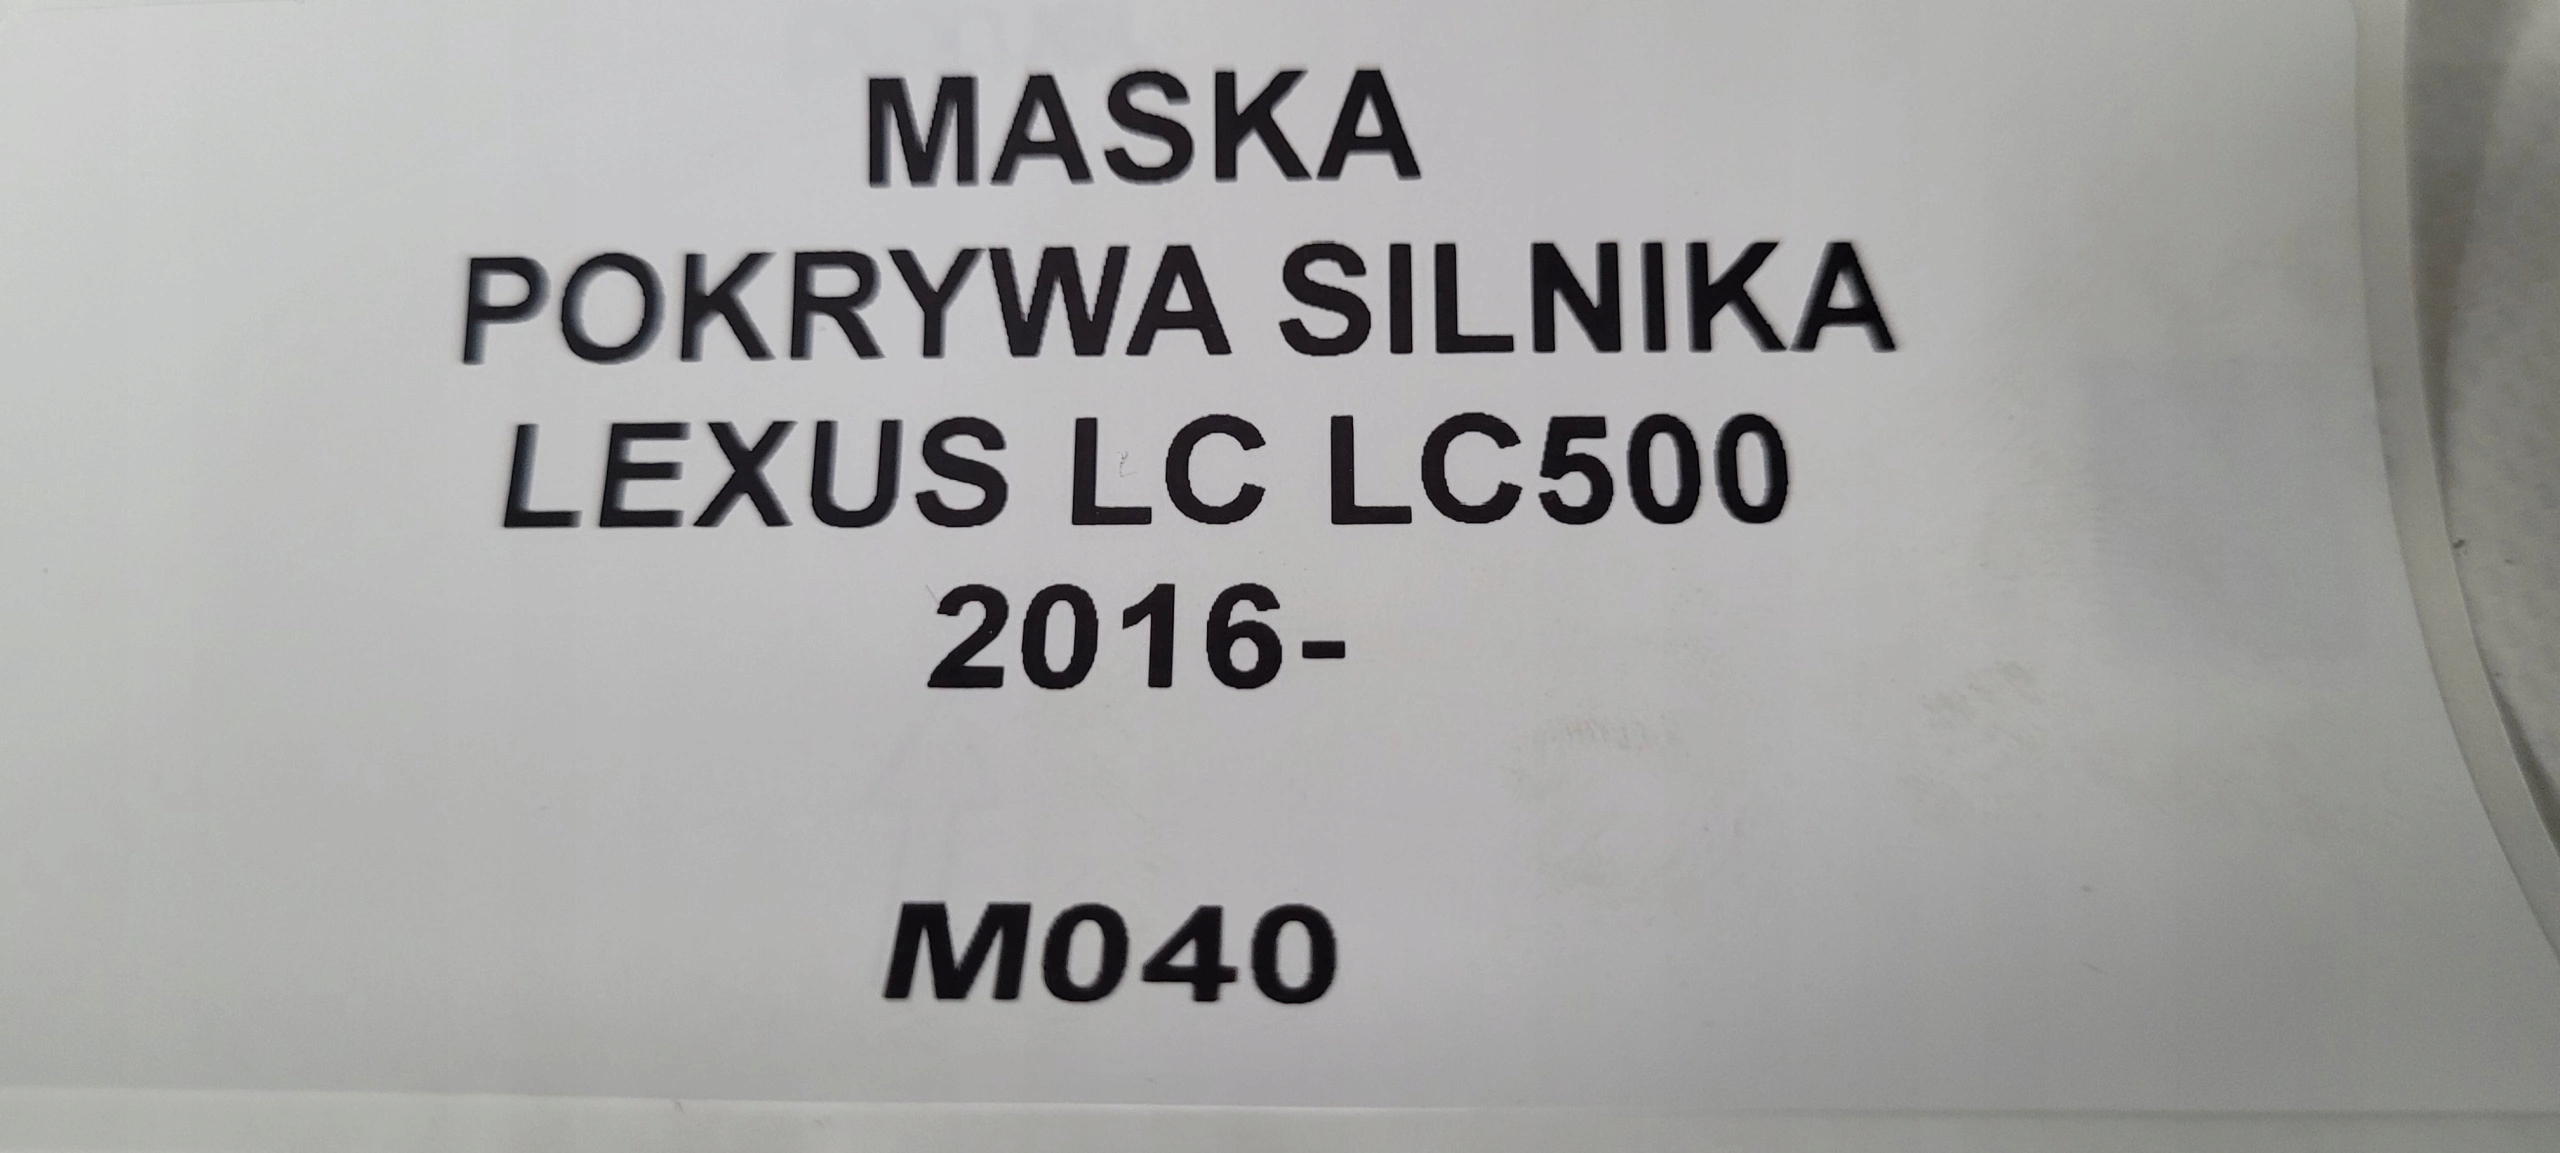 MASKA
POKRYWA SILNIKA
LEXUS LC LC500
2016-
M040